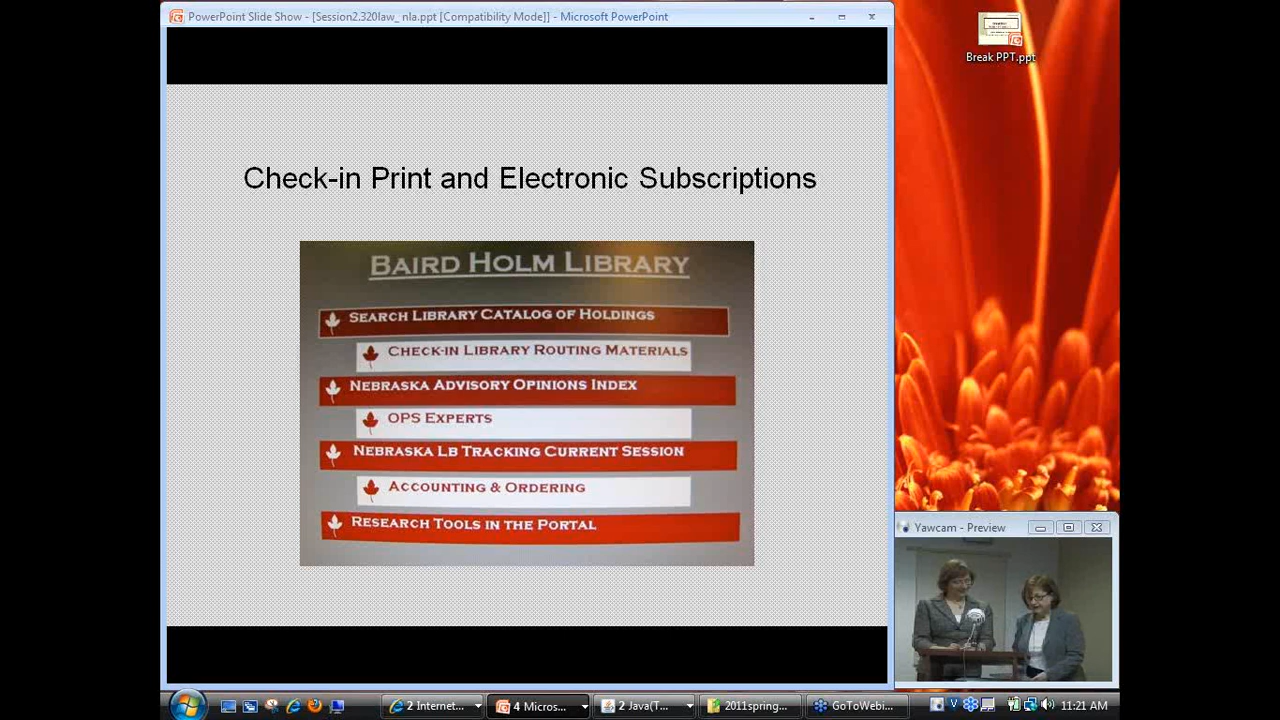 PowerPoint Slide Show - [Session2.320law_ nla.ppt [Compatibility Mode]] - Microsoft PowerPoint
Break PPT.ppt
Check-in Print and Electronic Subscriptions
BAIRD HOLM LIBRARY
SEARCH LIBRARY CATALOG OF HOLDINGS
CHECK-IN LIBRARY ROUTING MATERIALS
NEBRASKA ADVISORY OPINIONS INDEX
OPS EXPERTS
NEBRASKA LB TRACKING CURRENT SESSION
ACCOUNTING & ORDERING
RESEARCH TOOLS IN THE PORTAL
Yawcam - Preview
2 Internet...
4 Micros...
2 Java(T...
2011spring...
GoToWebi...
11:21 AM